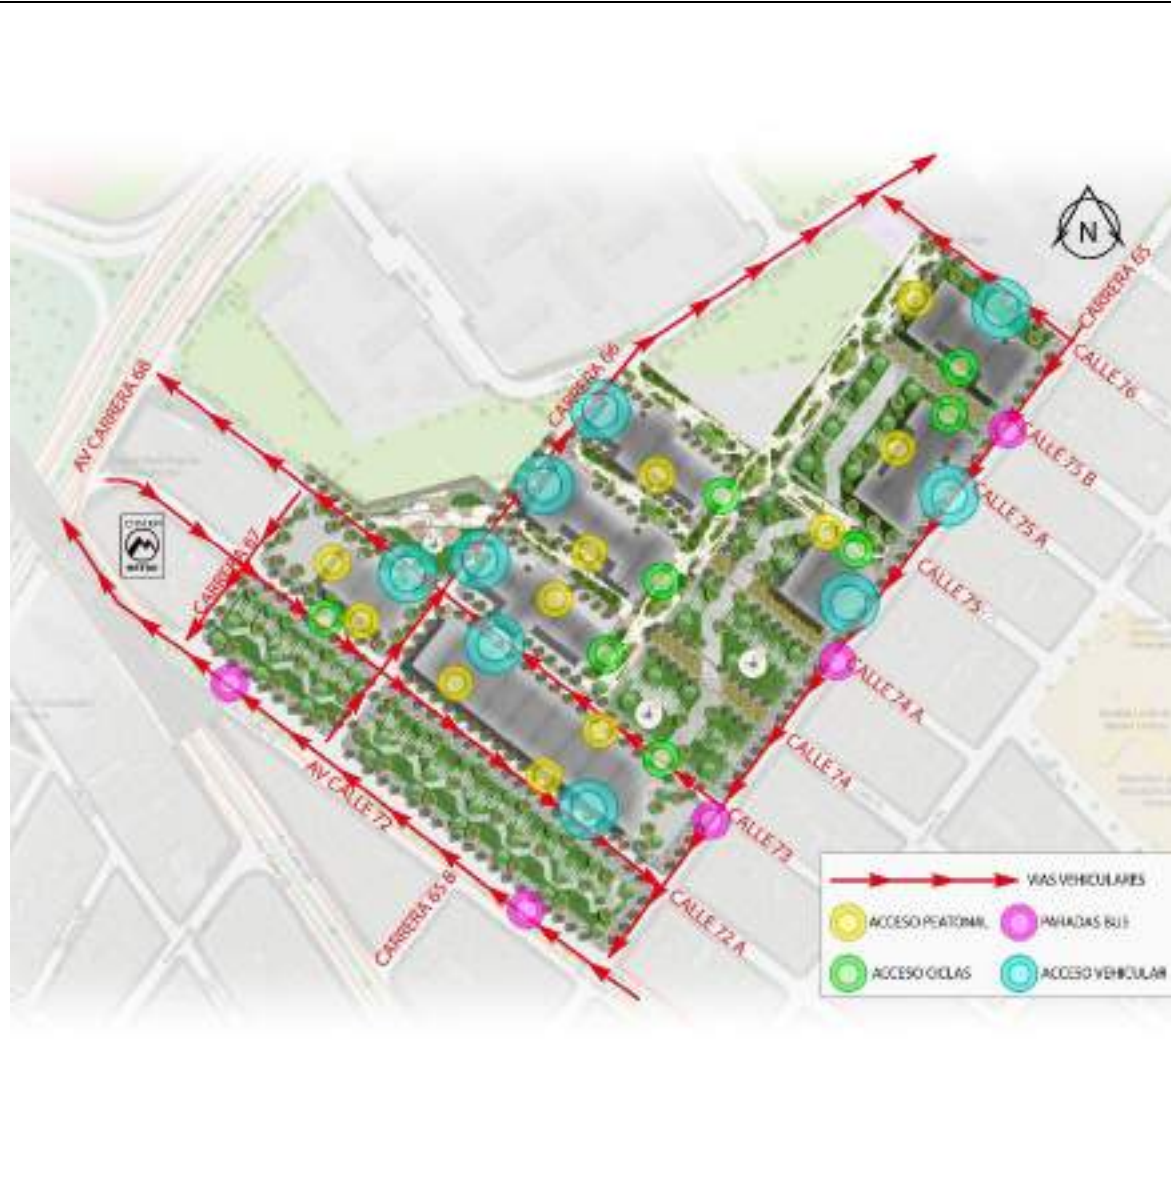 N
CARRERA 65
CALLE 76
CARRERA 66
AV CARRERA 68
CALLE 75 B
CALLE 75 A
CALLE 75
CARRERA 67
CALLE 74 A
CALLE 74
AV CALLE 72
CALLE 73
CARRERA 65 B
CALLE 72 A
VIAS VEHICULARES
ACCESO PEATONAL
PARADAS BUS
ACCESO CICLAS
ACCESO VEHICULAR